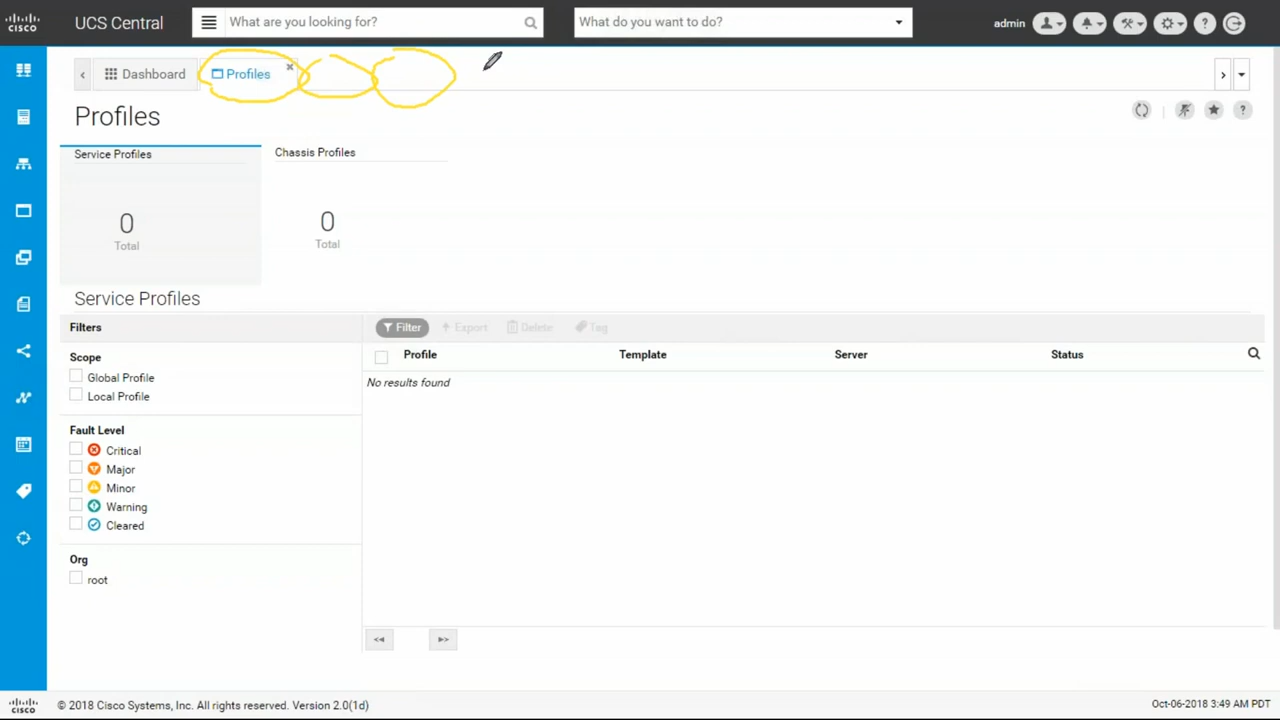 CISCO UCS Central What are you looking for? What do you want to do? admin
Dashboard Profiles
Profiles
Service Profiles Chassis Profiles
0 0
Total Total
Service Profiles
Filters Filter Export Delete Tag
Scope Profile Template Server Status
Global Profile No results found
Local Profile
Fault Level
Critical
Major
Minor
Warning
Cleared
Org
root
CISCO © 2018 Cisco Systems, Inc. All rights reserved. Version 2.0(1d) Oct-06-2018 3:49 AM PDT